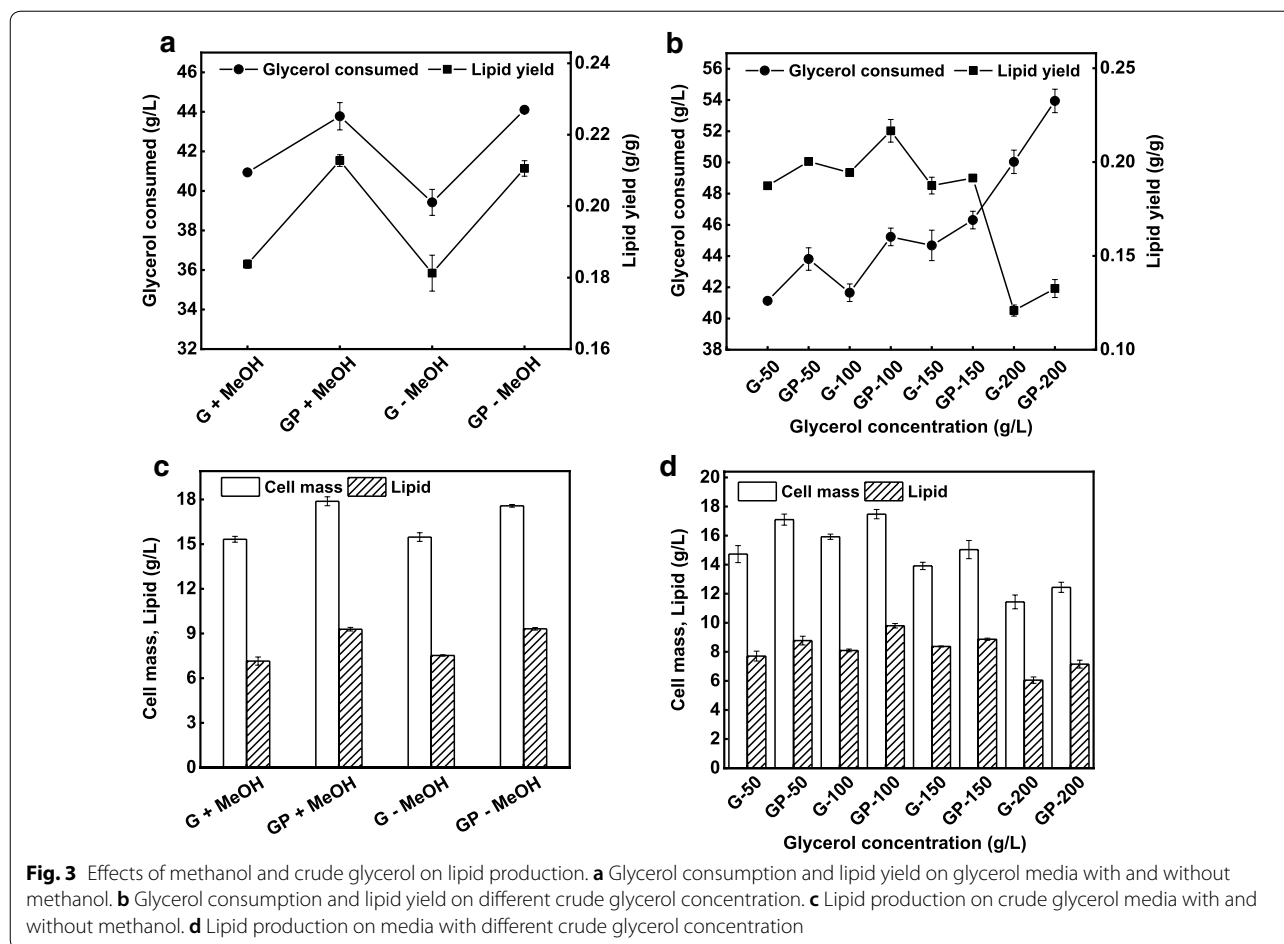 a
46
44
42
40
38
36
34
32
Glycerol consumed (g/L)
Glycerol consumed
Lipid yield
0.24
0.22
0.20
0.18
0.16
Lipid yield (g/g)
G + MeOH
GP + MeOH
G - MeOH
GP - MeOH
b
56
54
52
50
48
46
44
42
40
38
Glycerol consumed (g/L)
Glycerol consumed
Lipid yield
0.25
0.20
0.15
0.10
Lipid yield (g/g)
G-50
GP-50
G-100
GP-100
G-150
GP-150
G-200
GP-200
Glycerol concentration (g/L)
c
18
15
12
9
6
3
0
Cell mass, Lipid (g/L)
Cell mass
Lipid
G + MeOH
GP + MeOH
G - MeOH
GP - MeOH
d
20
18
16
14
12
10
8
6
4
2
0
Cell mass, Lipid (g/L)
Cell mass
Lipid
G-50
GP-50
G-100
GP-100
G-150
GP-150
G-200
GP-200
Glycerol concentration (g/L)
Fig. 3 Effects of methanol and crude glycerol on lipid production. a Glycerol consumption and lipid yield on glycerol media with and without
methanol. b Glycerol consumption and lipid yield on different crude glycerol concentration. c Lipid production on crude glycerol media with and
without methanol. d Lipid production on media with different crude glycerol concentration